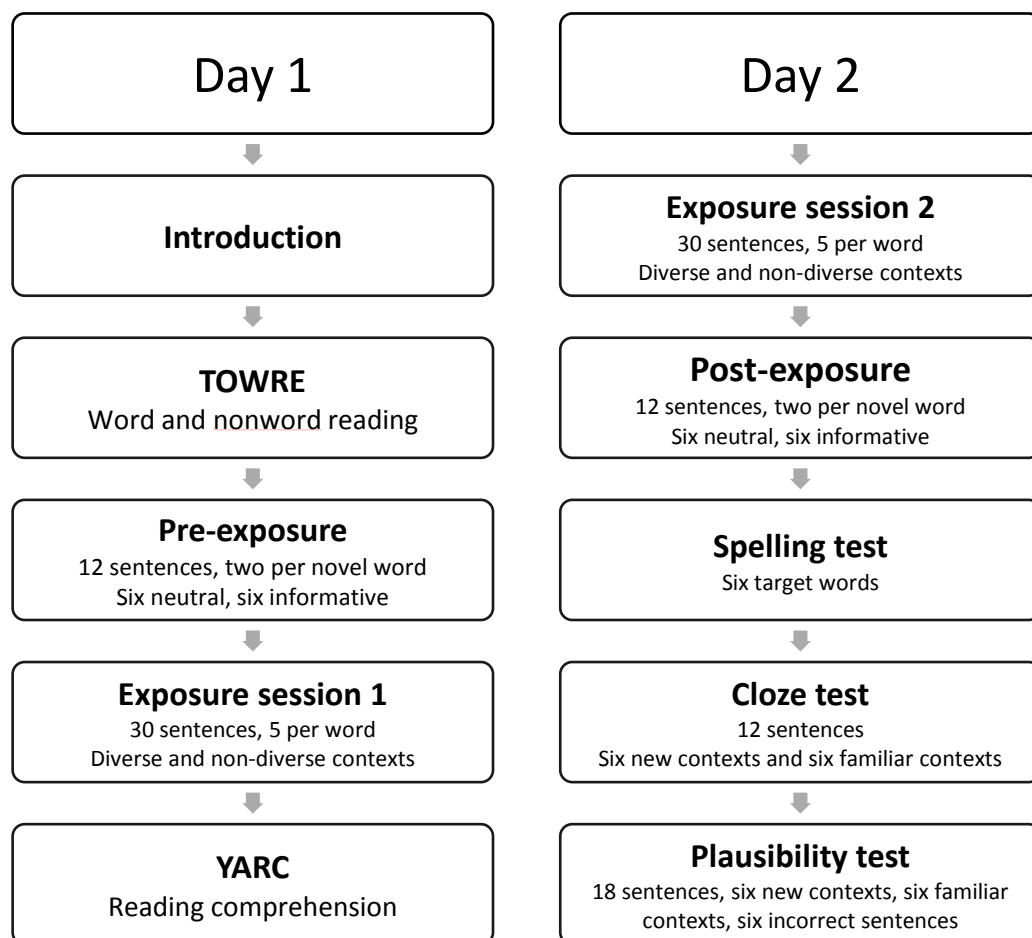 Day 1
Introduction
TOWRE
Word and nonword reading
Pre-exposure
12 sentences, two per novel word
Six neutral, six informative
Exposure session 1
30 sentences, 5 per word
Diverse and non-diverse contexts
YARC
Reading comprehension
Day 2
Exposure session 2
30 sentences, 5 per word
Diverse and non-diverse contexts
Post-exposure
12 sentences, two per novel word
Six neutral, six informative
Spelling test
Six target words
Cloze test
12 sentences
Six new contexts and six familiar contexts
Plausibility test
18 sentences, six new contexts, six familiar
contexts, six incorrect sentences